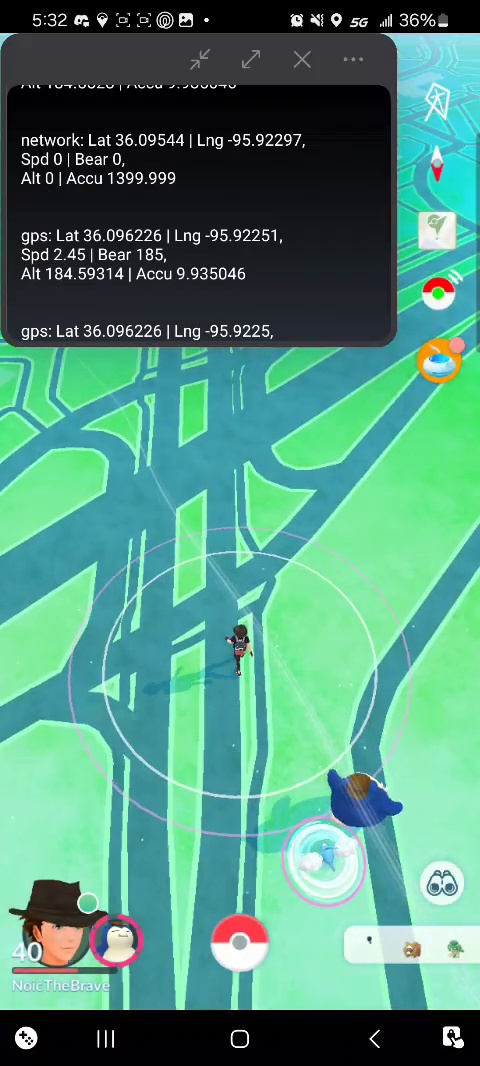 5:32
5G
36%
network: Lat 36.09544 | Lng -95.92297,
Spd 0 | Bear 0,
Alt 0 | Accu 1399.999
gps: Lat 36.096226 | Lng -95.92251,
Spd 2.45 | Bear 185,
Alt 184.59314 | Accu 9.935046
gps: Lat 36.096226 | Lng -95.9225,
40
NoicTheBrave